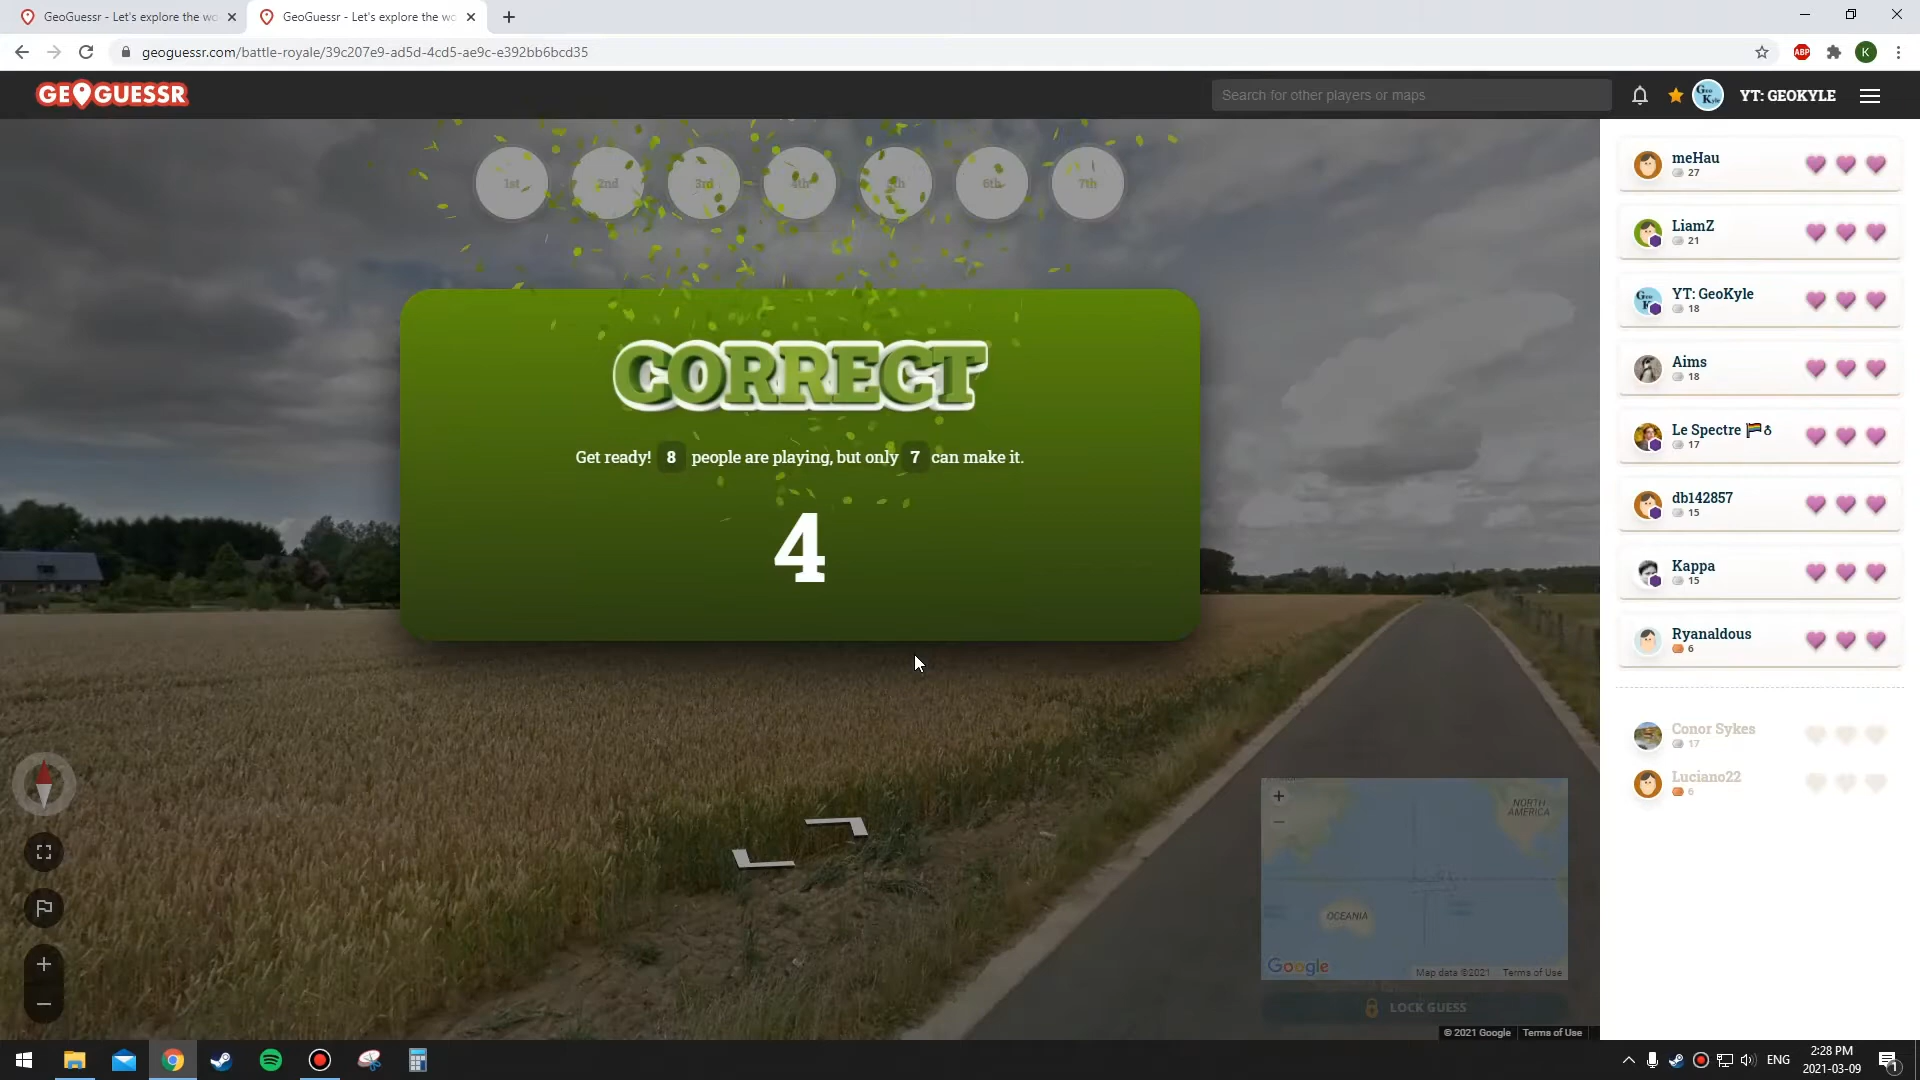 GeoGuessr - Let's explore the wo
GeoGuessr - Let's explore the wo
geoguessr.com/battle-royale/39c207e9-ad5d-4cd5-ae9c-e392bb6bcd35
ABP
K
GEOGUESSR
Search for other players or maps
Geo Kyle
YT: GEOKYLE
1st
2nd
3rd
4th
5th
6th
7th
CORRECT
Get ready! 8 people are playing, but only 7 can make it.
4
meHau
27
LiamZ
21
YT: GeoKyle
18
Aims
18
Le Spectre
17
db142857
15
Kappa
15
Ryanaldous
6
Conor Sykes
17
Luciano22
6
NORTH AMERICA
OCEANIA
Google
Map data ©2021
Terms of Use
LOCK GUESS
© 2021 Google
Terms of Use
ENG
2:28 PM
2021-03-09
1